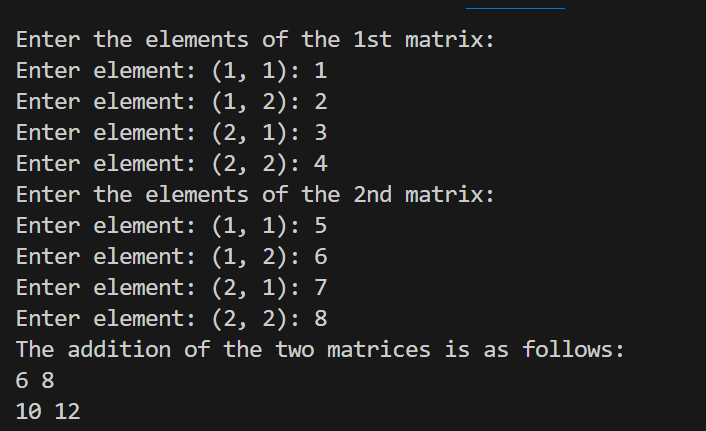 Enter the elements of the 1st matrix:
Enter element: (1, 1): 1
Enter element: (1, 2): 2
Enter element: (2, 1): 3
Enter element: (2, 2): 4
Enter the elements of the 2nd matrix:
Enter element: (1, 1): 5
Enter element: (1, 2): 6
Enter element: (2, 1): 7
Enter element: (2, 2): 8
The addition of the two matrices is as follows:
6 8
10 12